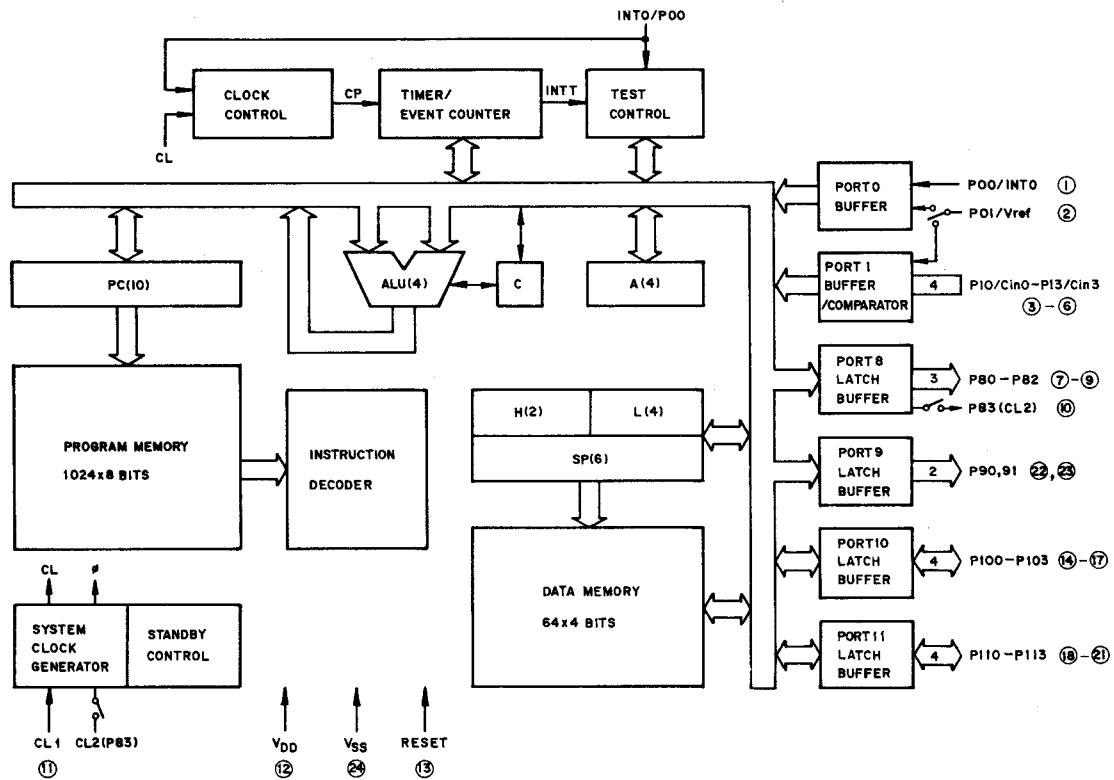 INTO/P00
CLOCK
CONTROL
CP
TIMER/
EVENT COUNTER
INTT
TEST
CONTROL
CL
PORT0
BUFFER
P00/INT0 ①
P01/Vref ②
PC(10)
ALU(4)
C
A(4)
PORT 1
BUFFER
/COMPARATOR
4
P10/Cin0-P13/Cin3
③-⑥
PORT 8
LATCH
BUFFER
3
P80-P82 ⑦-⑨
P83(CL2) ⑩
PROGRAM MEMORY
1024x8 BITS
INSTRUCTION
DECODER
H(2)
L(4)
SP(6)
PORT 9
LATCH
BUFFER
2
P90,91 ㉒,㉓
DATA MEMORY
64x4 BITS
PORT10
LATCH
BUFFER
4
P100-P103 ⑭-⑰
CL
ø
SYSTEM
CLOCK
GENERATOR
STANDBY
CONTROL
PORT11
LATCH
BUFFER
4
P110-P113 ⑱-㉑
CL1
CL2(P83)
VDD
VSS
RESET
⑪
⑫
㉔
⑬